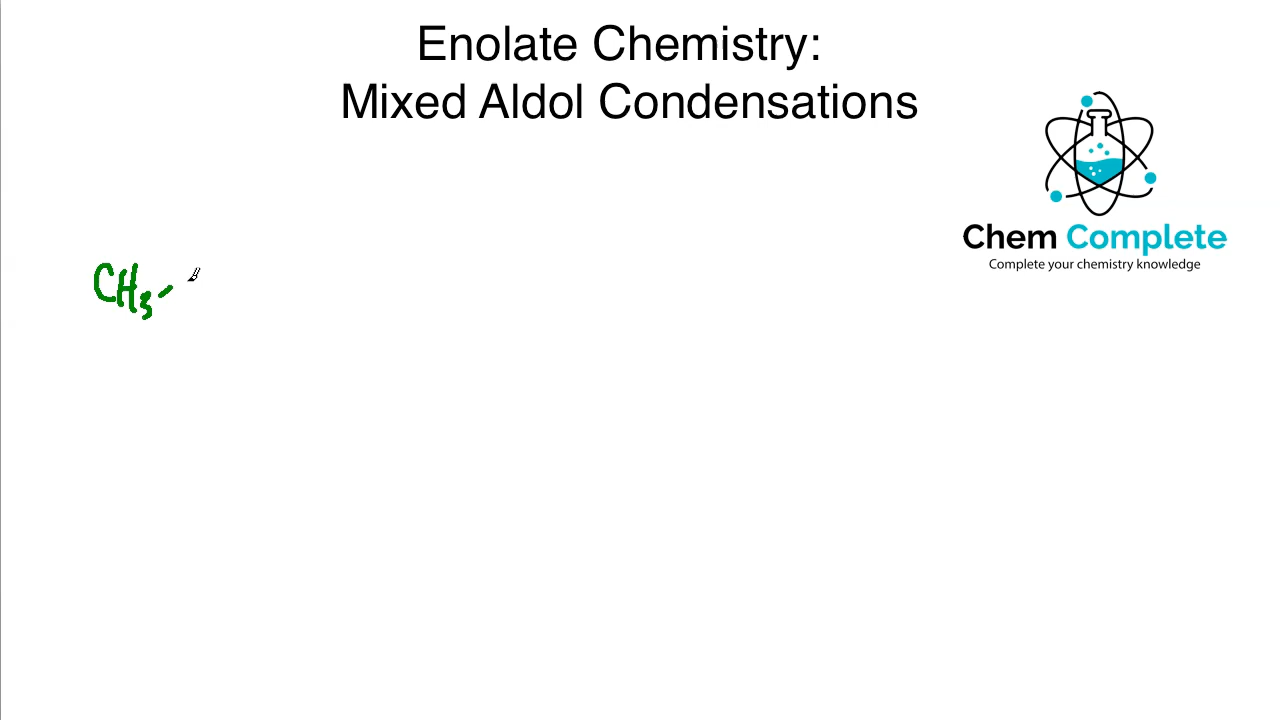 Enolate Chemistry:
Mixed Aldol Condensations
Chem Complete
Complete your chemistry knowledge
CH3-